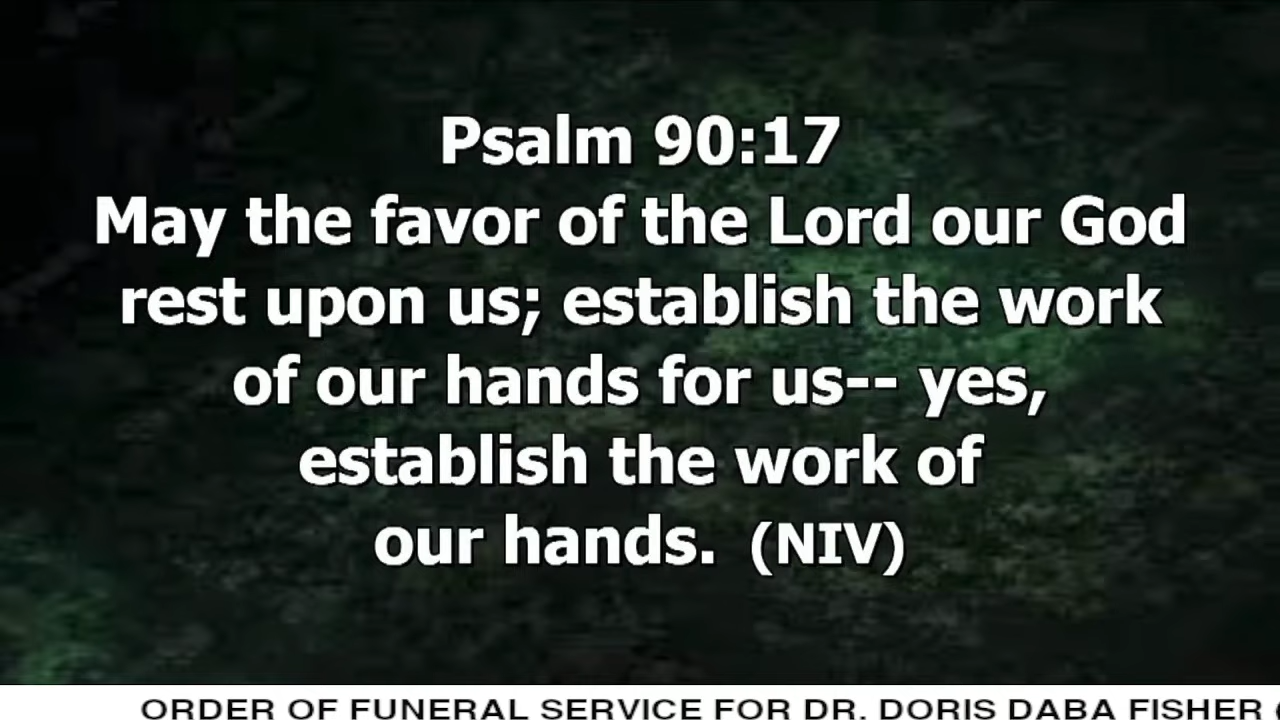 Psalm 90:17
May the favor of the Lord our God
rest upon us; establish the work
of our hands for us-- yes,
establish the work of
our hands. (NIV)
ORDER OF FUNERAL SERVICE FOR DR. DORIS DABA FISHER